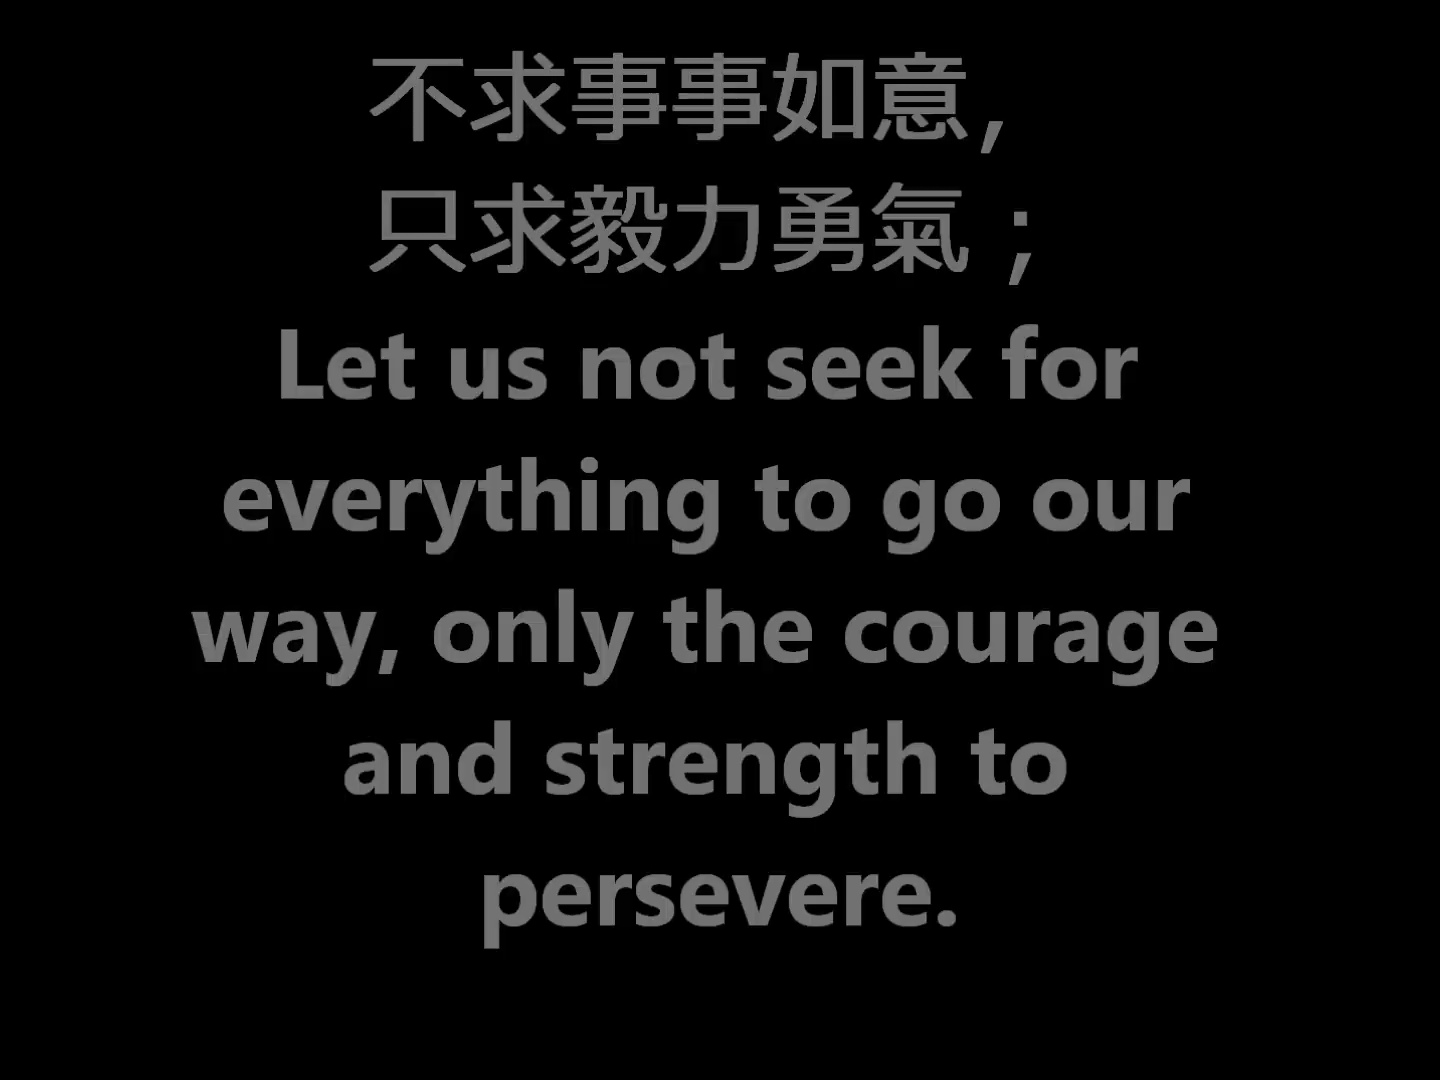 不求事事如意，
只求毅力勇氣；
Let us not seek for
everything to go our
way, only the courage
and strength to
persevere.